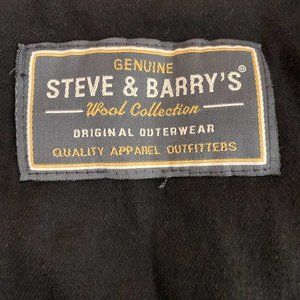 GENUINE
STEVE & BARRY'S®
Wool Collection
ORIGINAL OUTERWEAR
QUALITY APPAREL OUTFITTERS